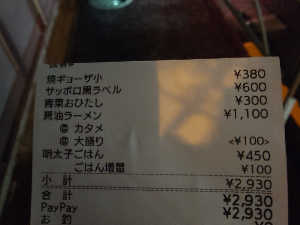 焼ギョーザ小 ¥380
サッポロ黒ラベル ¥600
青菜おひたし ¥300
醤油ラーメン ¥1,100
@ カタメ
@ 大盛り <¥100>
明太子ごはん ¥450
ごはん増量 ¥100
小 計 ¥2,930
合 計 ¥2,930
PayPay ¥2,930
お 釣 ¥0